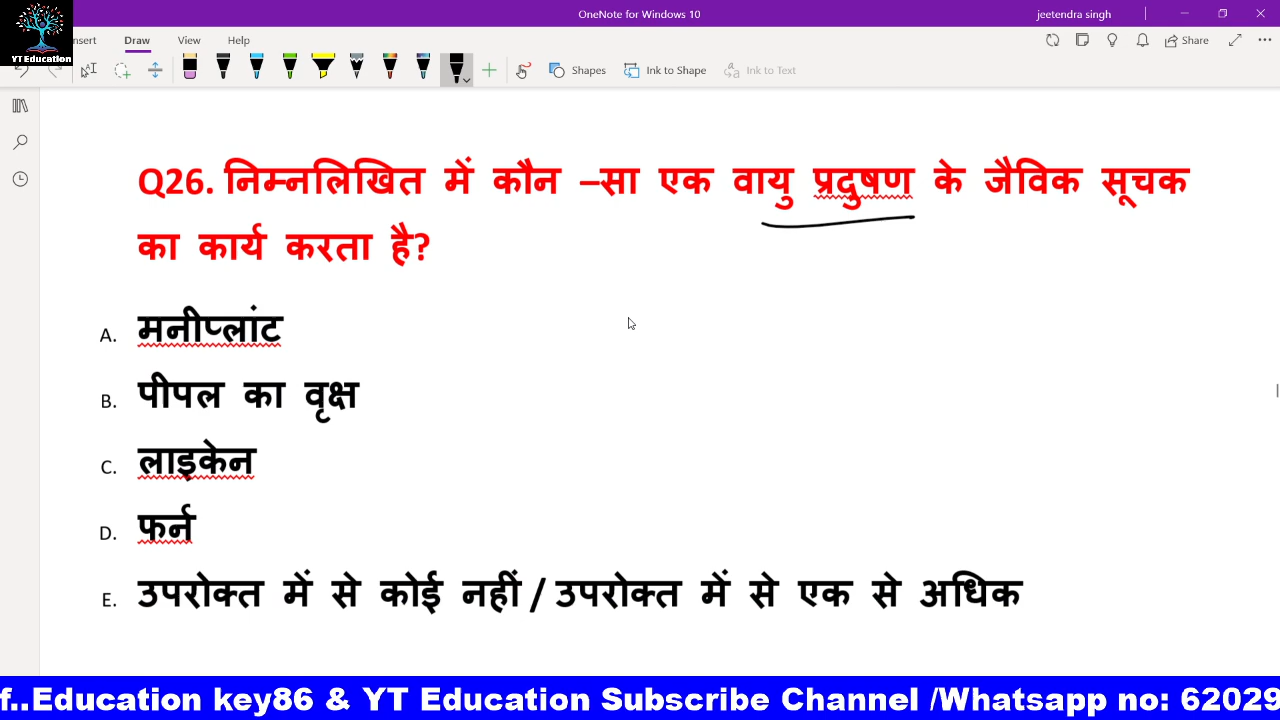 OneNote for Windows 10
jeetendra singh
YT Education
nsert Draw View Help
Share
Shapes Ink to Shape Ink to Text
Q26. निम्नलिखित में कौन –सा एक वायु प्रदुषण के जैविक सूचक
का कार्य करता है?
A. मनीप्लांट
B. पीपल का वृक्ष
C. लाइकेन
D. फर्न
E. उपरोक्त में से कोई नहीं / उपरोक्त में से एक से अधिक
f..Education key86 & YT Education Subscribe Channel /Whatsapp no: 62029